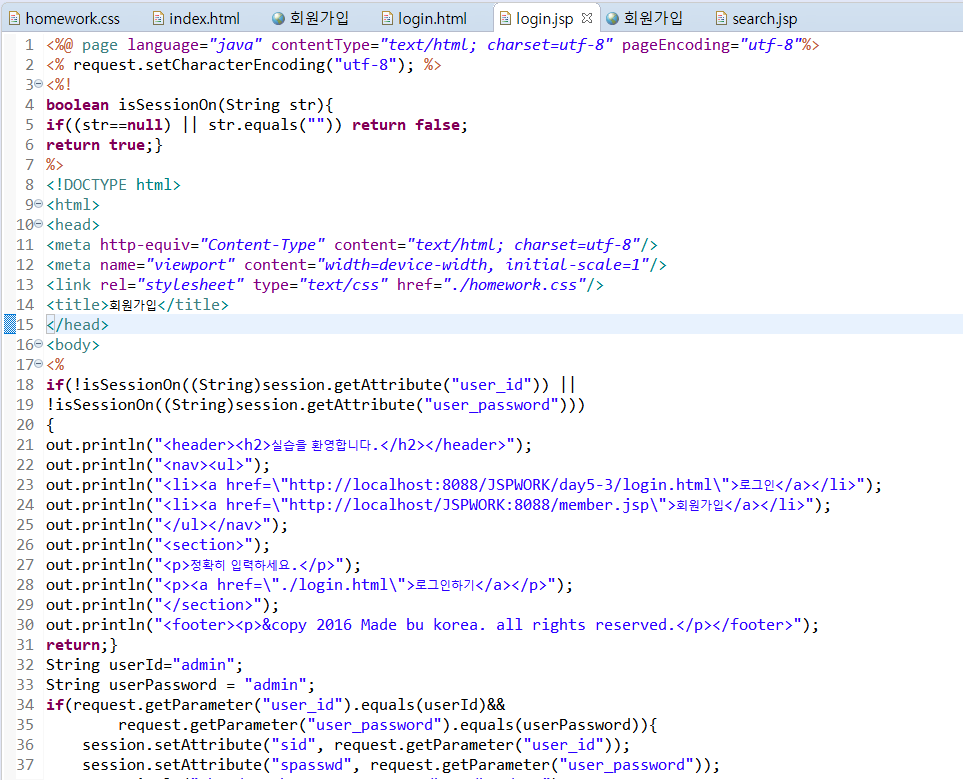 homework.css index.html 회원가입 login.html login.jsp 회원가입 search.jsp
1 <%@ page language="java" contentType="text/html; charset=utf-8" pageEncoding="utf-8"%>
2 <% request.setCharacterEncoding("utf-8"); %>
3 <%!
4 boolean isSessionOn(String str){
5 if((str==null) || str.equals("")) return false;
6 return true;}
7 %>
8 <!DOCTYPE html>
9 <html>
10 <head>
11 <meta http-equiv="Content-Type" content="text/html; charset=utf-8"/>
12 <meta name="viewport" content="width=device-width, initial-scale=1"/>
13 <link rel="stylesheet" type="text/css" href="./homework.css"/>
14 <title>회원가입</title>
15 </head>
16 <body>
17 <%
18 if(!isSessionOn((String)session.getAttribute("user_id")) ||
19 !isSessionOn((String)session.getAttribute("user_password")))
20 {
21 out.println("<header><h2>실습을 환영합니다.</h2></header>");
22 out.println("<nav><ul>");
23 out.println("<li><a href=\"http://localhost:8088/JSPWORK/day5-3/login.html\">로그인</a></li>");
24 out.println("<li><a href=\"http://localhost/JSPWORK:8088/member.jsp\">회원가입</a></li>");
25 out.println("</ul></nav>");
26 out.println("<section>");
27 out.println("<p>정확히 입력하세요.</p>");
28 out.println("<p><a href=\"./login.html\">로그인하기</a></p>");
29 out.println("</section>");
30 out.println("<footer><p>&copy 2016 Made bu korea. all rights reserved.</p></footer>");
31 return;}
32 String userId="admin";
33 String userPassword = "admin";
34 if(request.getParameter("user_id").equals(userId)&&
35 request.getParameter("user_password").equals(userPassword)){
36 session.setAttribute("sid", request.getParameter("user_id"));
37 session.setAttribute("spasswd", request.getParameter("user_password"));